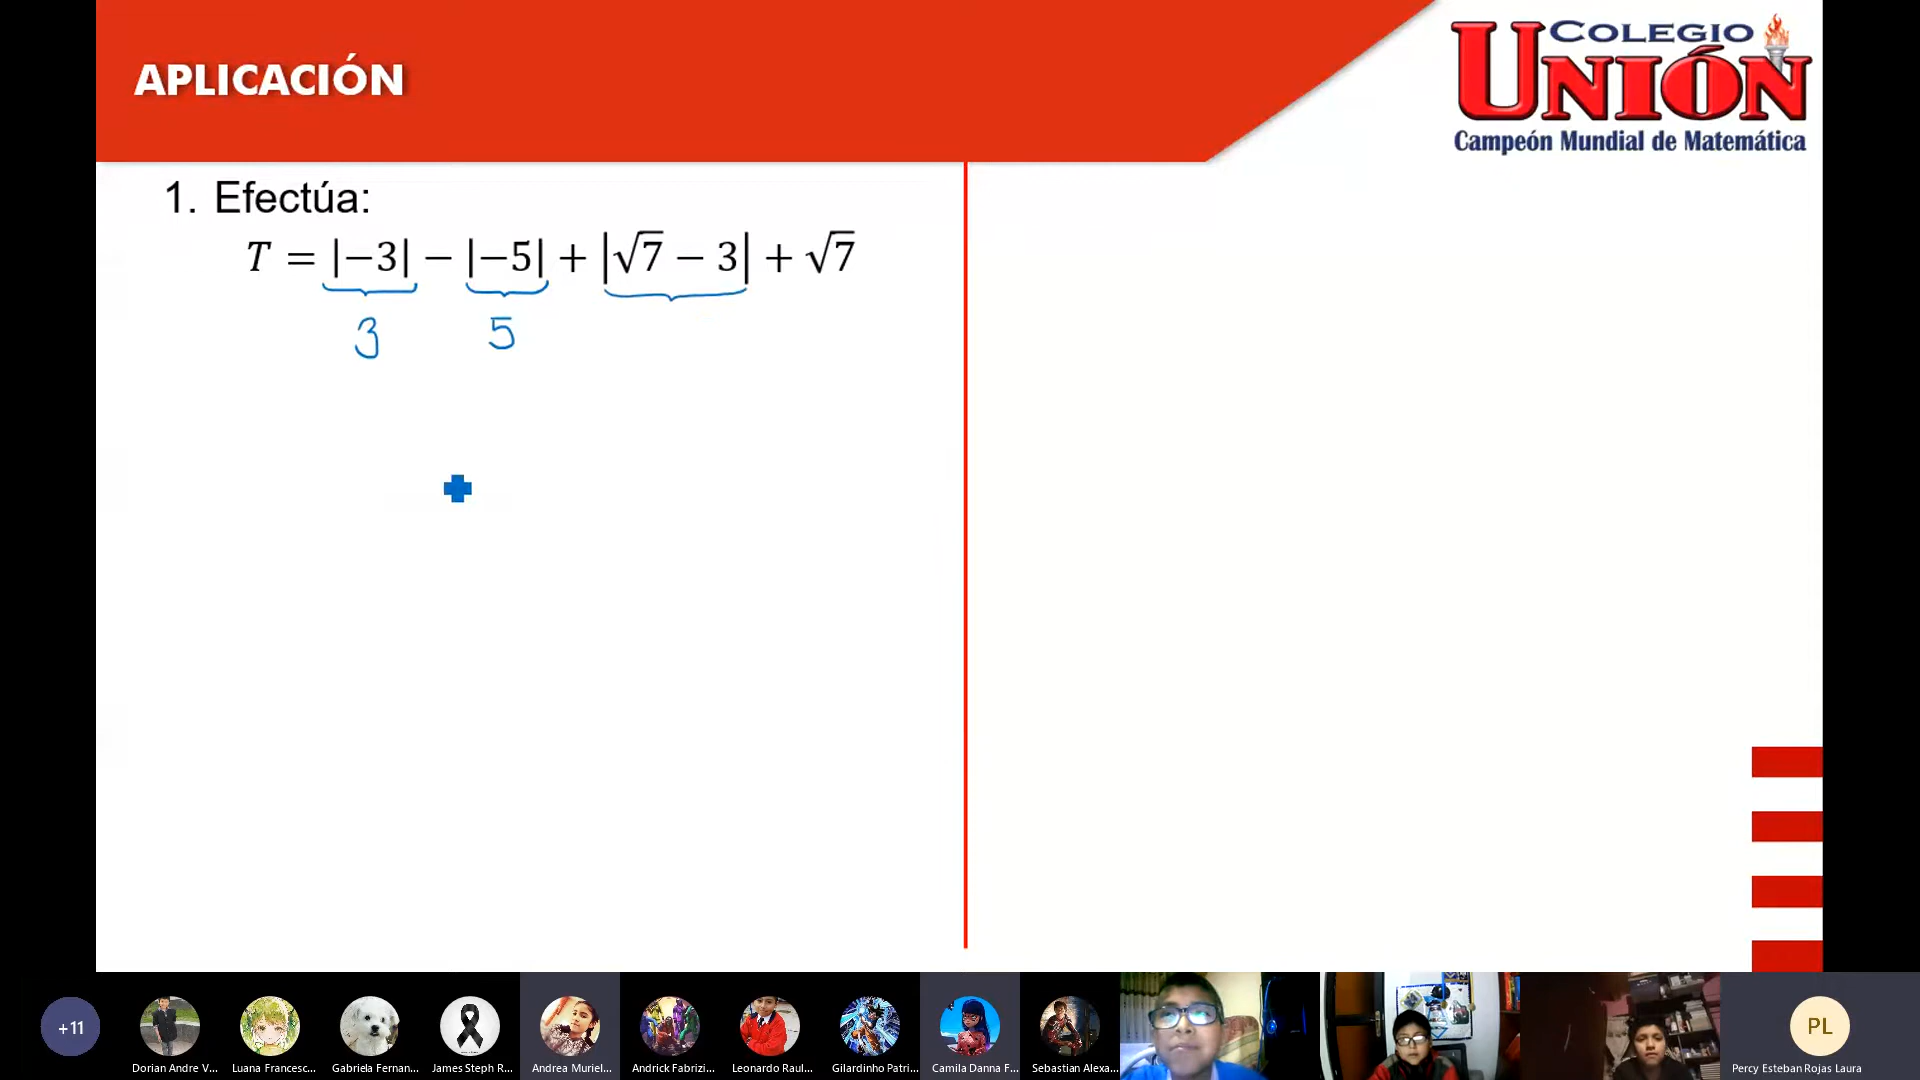 APLICACIÓN
COLEGIO
UNIÓN
Campeón Mundial de Matemática
1. Efectúa:
T = |−3| − |−5| + |√7 − 3| + √7
3 5
+11
Dorian Andre V...
Luana Francesc...
Gabriela Fernan...
James Steph R...
Andrea Muriel...
Andrick Fabrizi...
Leonardo Raul...
Gilardinho Patri...
Camila Danna F...
Sebastian Alexa...
PL
Percy Esteban Rojas Laura